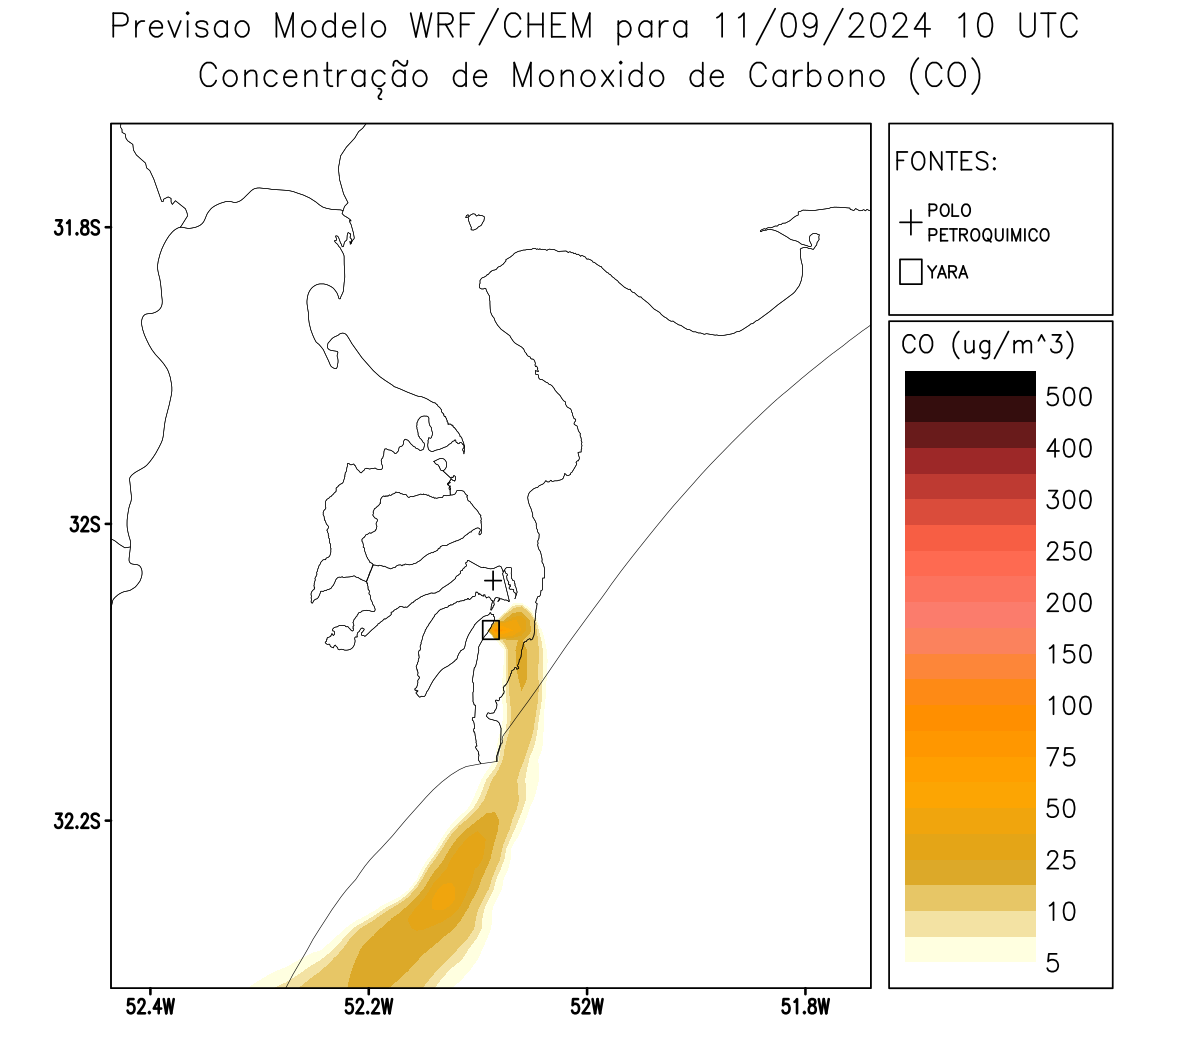 Previsao Modelo WRF/CHEM para 11/09/2024 10 UTC
Concentração de Monoxido de Carbono (CO)
FONTES:
POLO
PETROQUIMICO
YARA
CO (ug/m^3)
500
400
300
250
200
150
100
75
50
25
10
5
31.8S
32S
32.2S
52.4W
52.2W
52W
51.8W